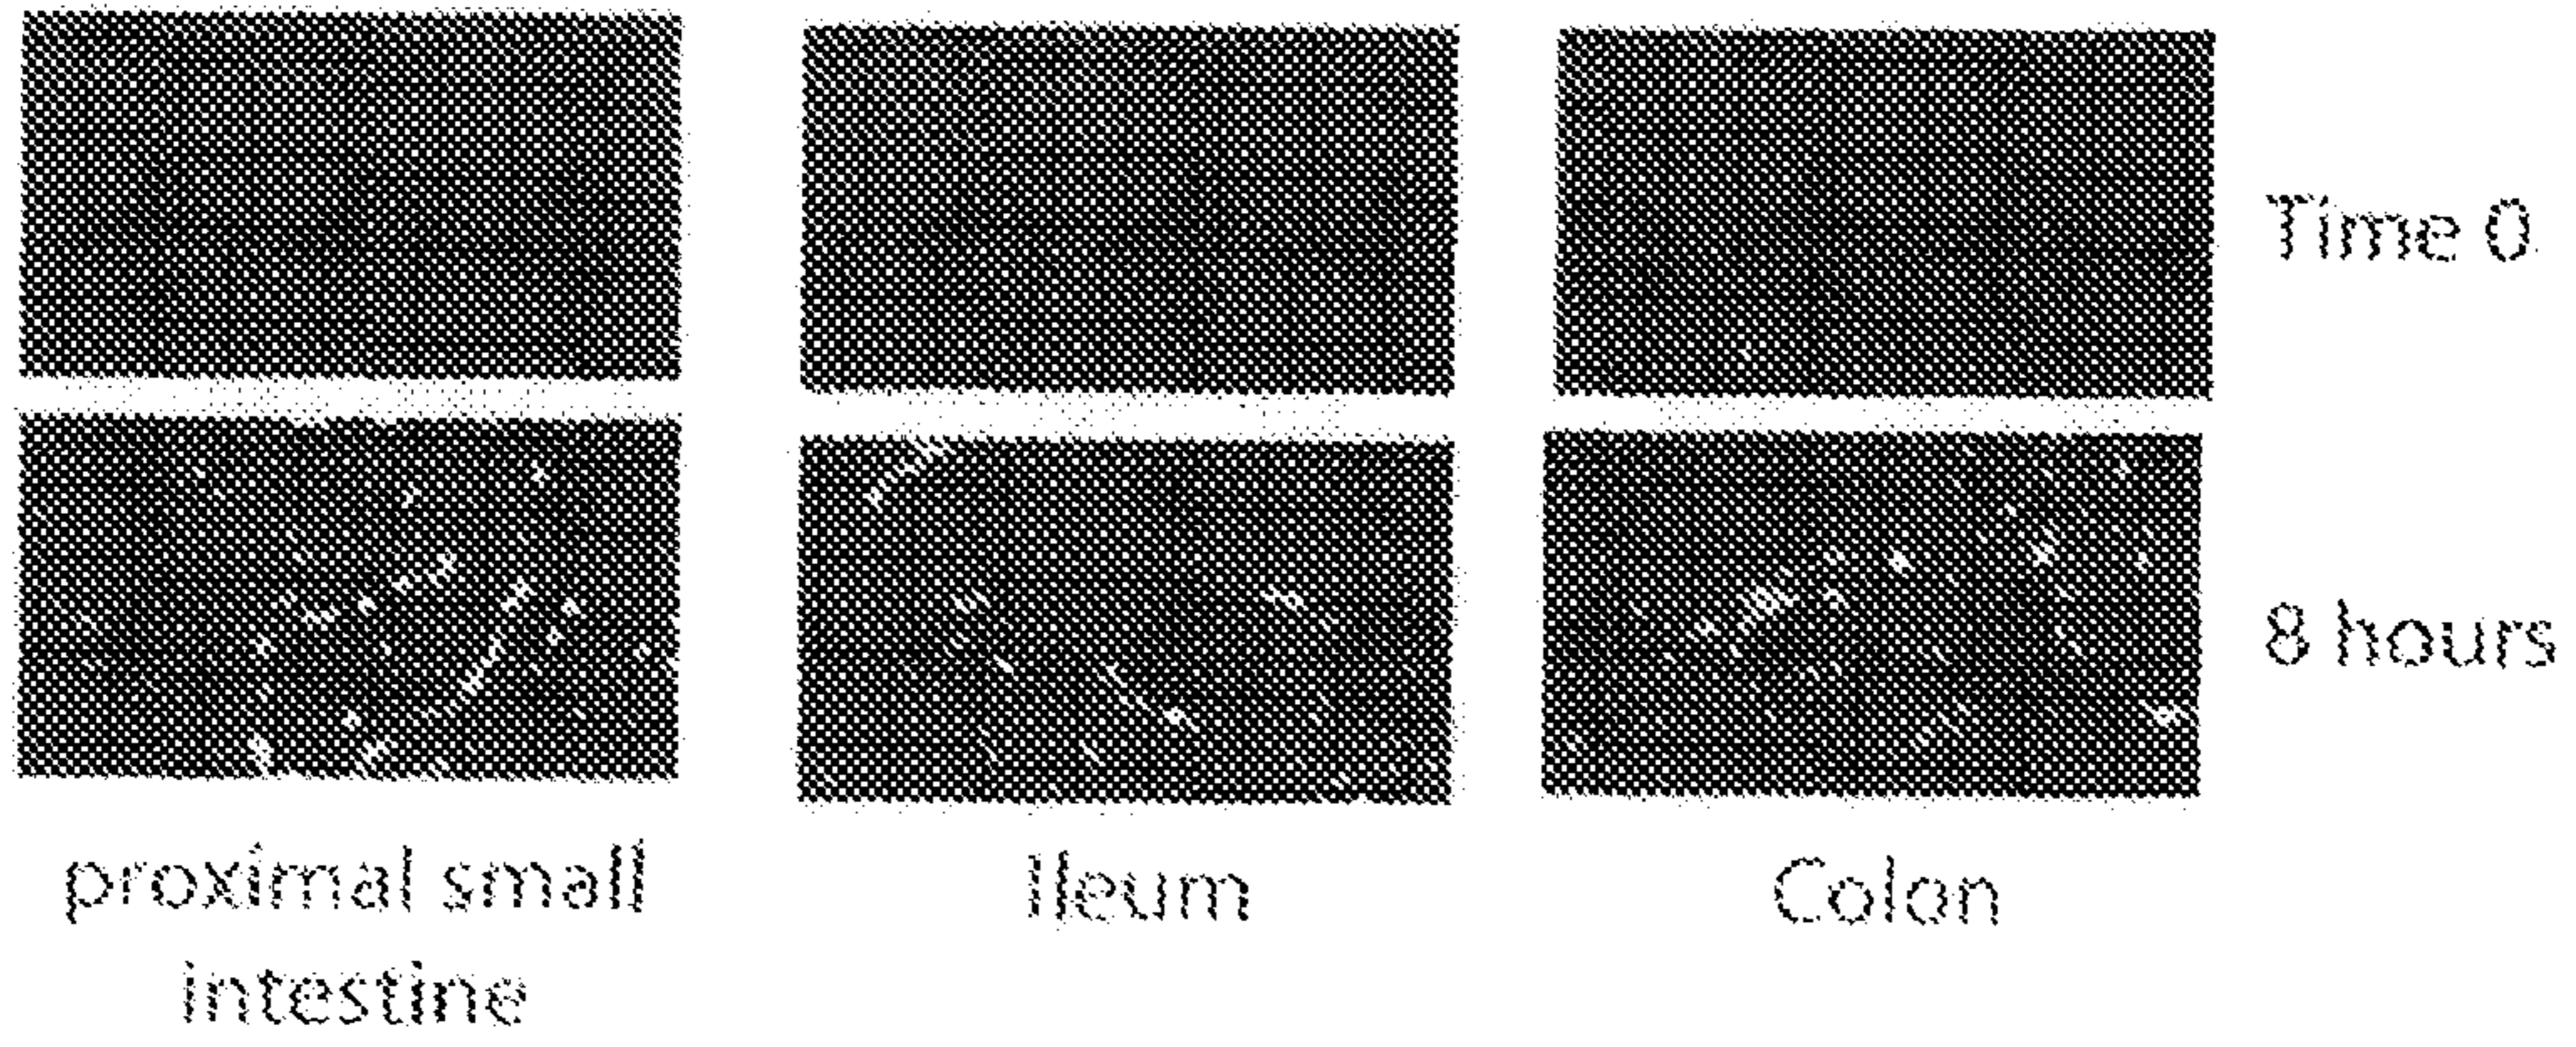 Time 0
8 hours
proximal small
intestine
Ileum
Colon